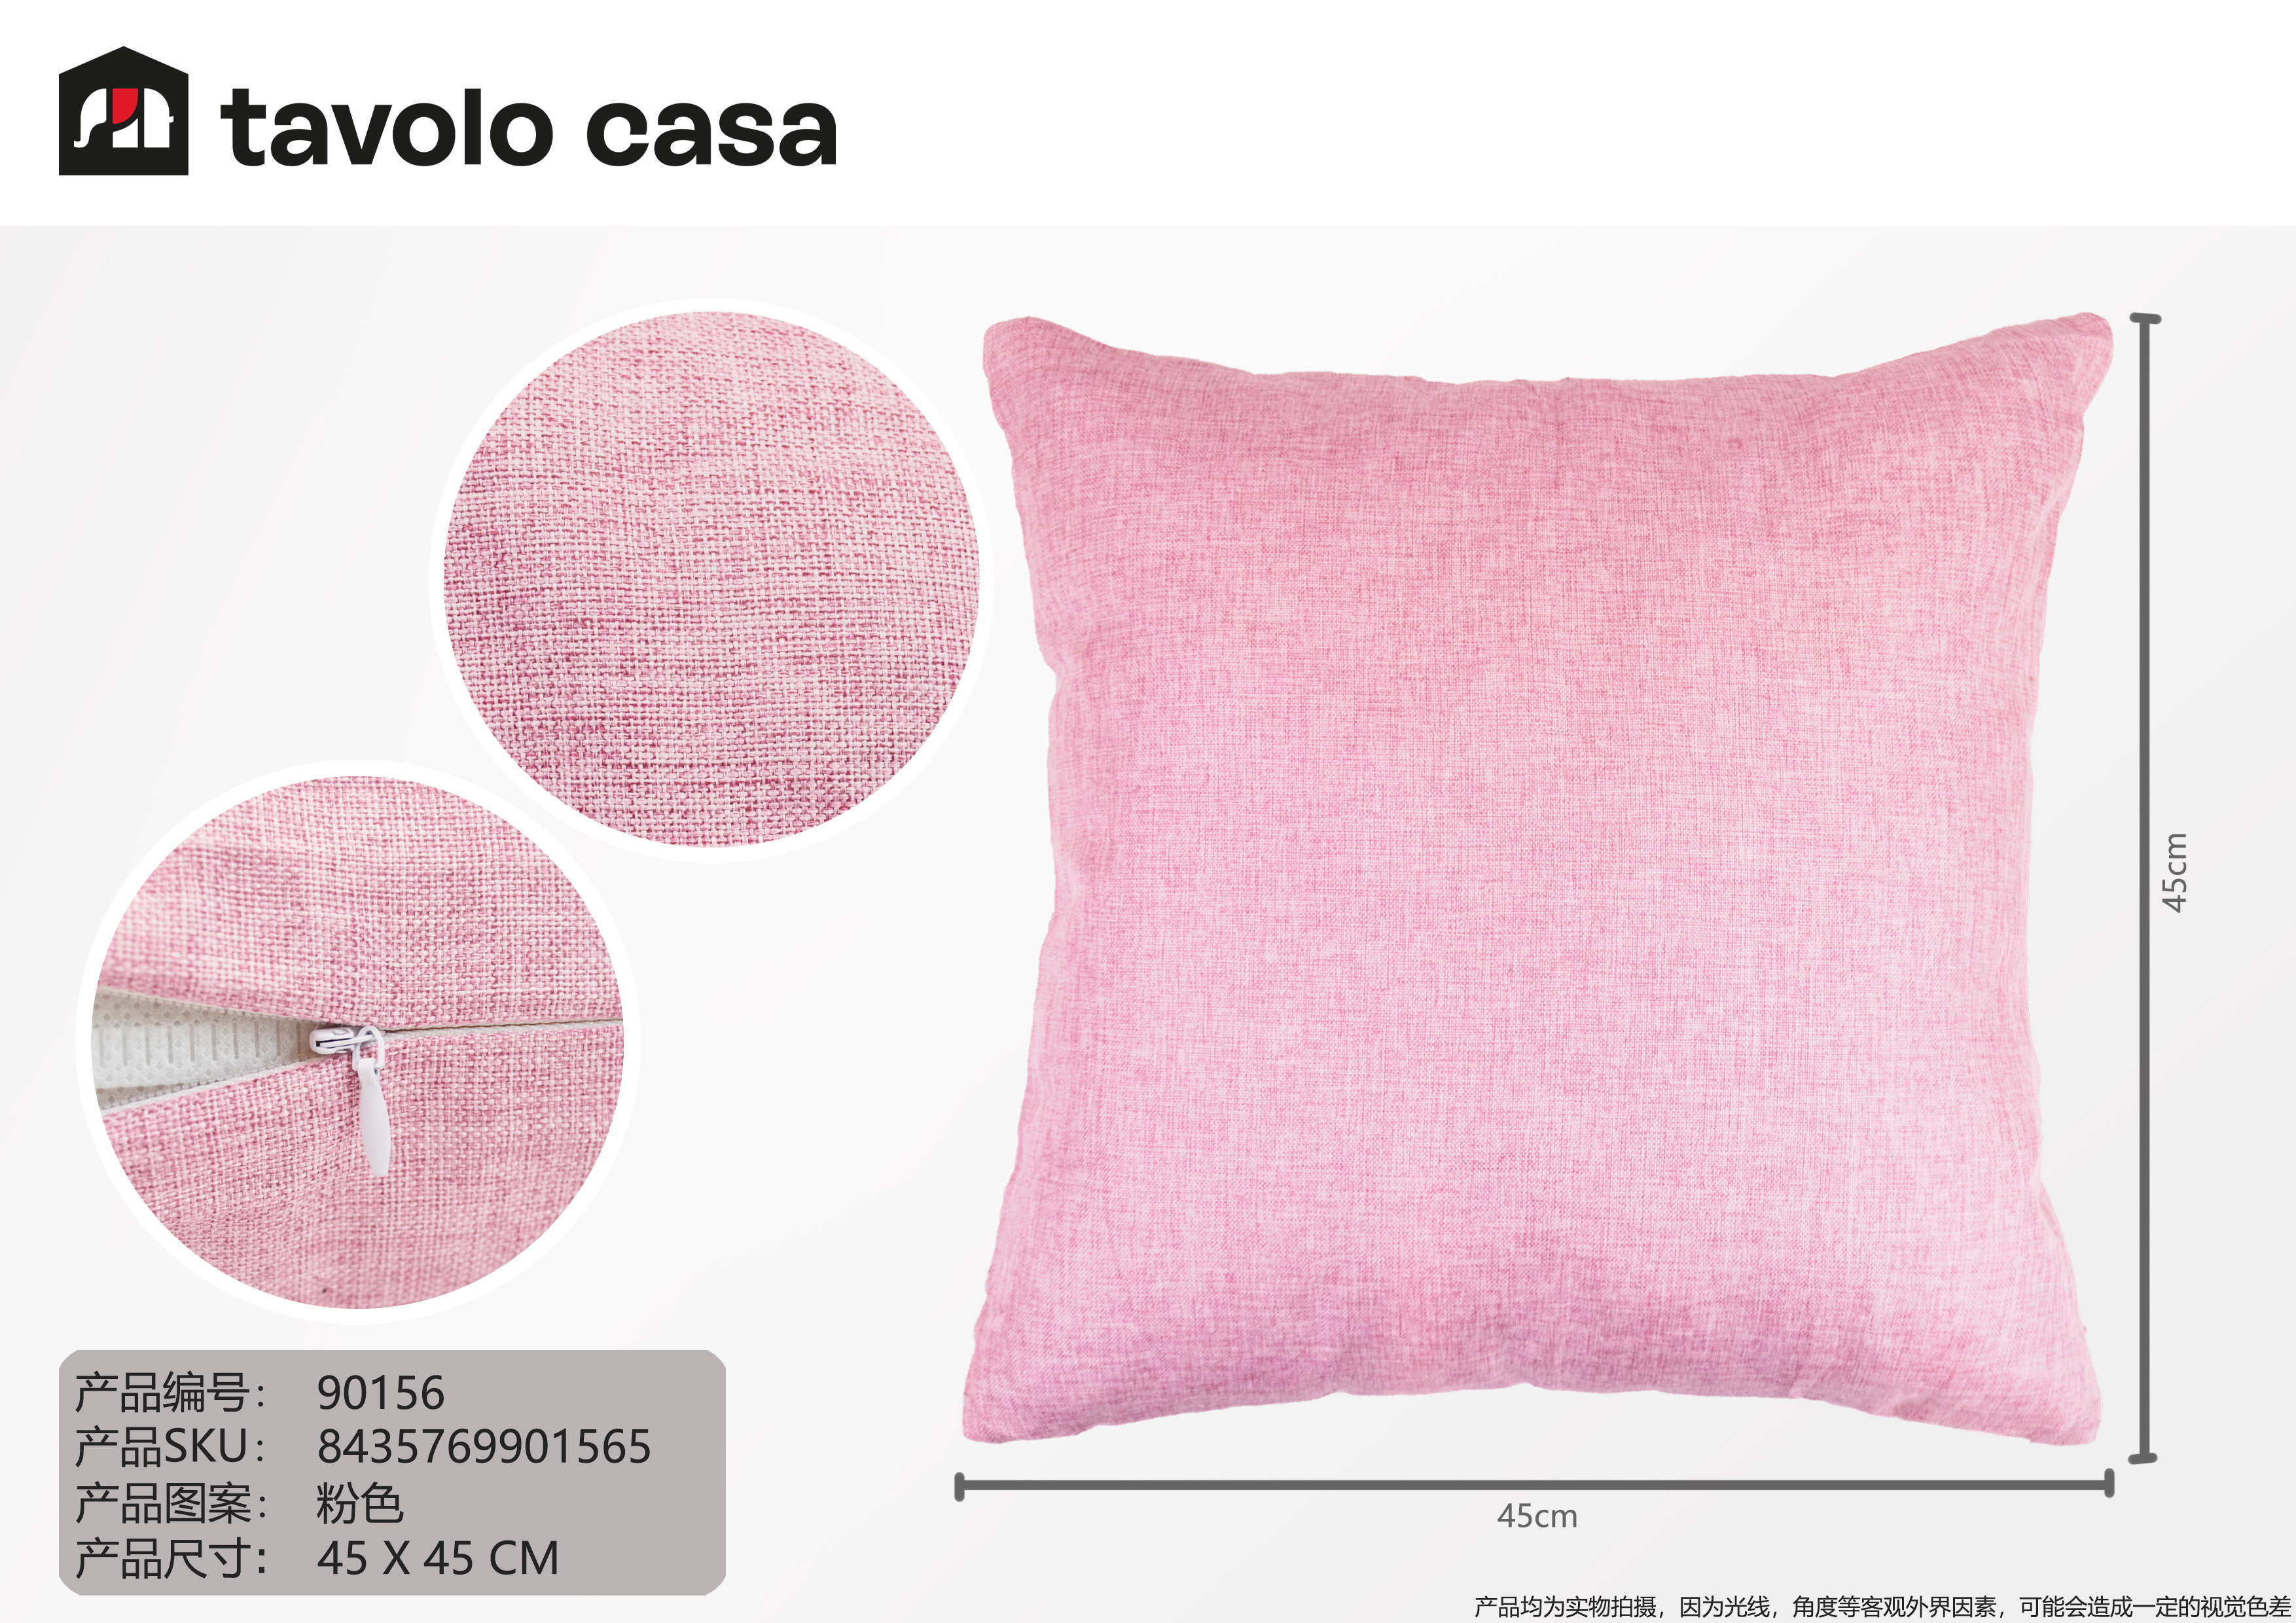 tavolo casa
45cm
45cm
产品编号： 90156
产品SKU： 8435769901565
产品图案： 粉色
产品尺寸： 45 X 45 CM
产品均为实物拍摄，因为光线，角度等客观外界因素，可能会造成一定的视觉色差